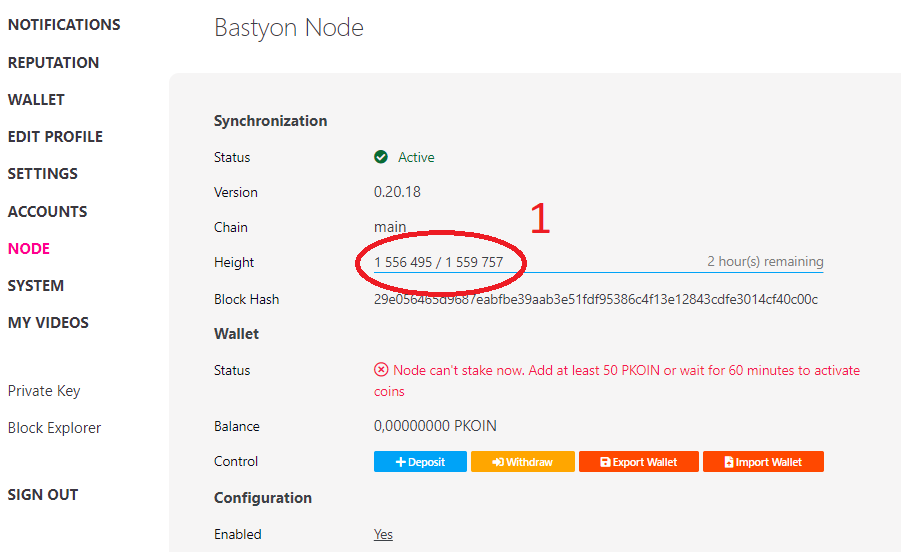 NOTIFICATIONS
REPUTATION
WALLET
EDIT PROFILE
SETTINGS
ACCOUNTS
NODE
SYSTEM
MY VIDEOS
Private Key
Block Explorer
SIGN OUT
Bastyon Node
Synchronization
Status Active
Version 0.20.18
Chain main
1
Height 1 556 495 / 1 559 757 2 hour(s) remaining
Block Hash 29e056465d9687eabfbe39aab3e51fdf95386c4f13e12843cdfe3014cf40c00c
Wallet
Status Node can't stake now. Add at least 50 PKOIN or wait for 60 minutes to activate
coins
Balance 0,00000000 PKOIN
Control Deposit Withdraw Export Wallet Import Wallet
Configuration
Enabled Yes